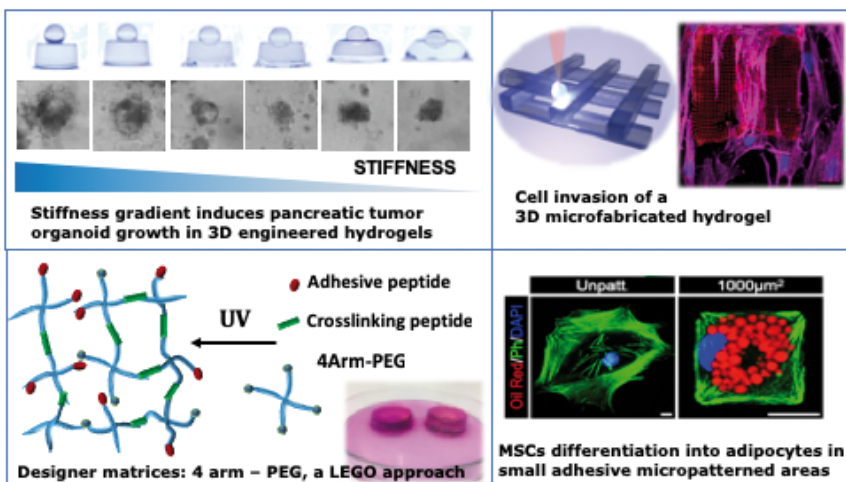 STIFFNESS
Stiffness gradient induces pancreatic tumor
organoid growth in 3D engineered hydrogels
Cell invasion of a
3D microfabricated hydrogel
Adhesive peptide
UV
Crosslinking peptide
4Arm-PEG
Designer matrices: 4 arm – PEG, a LEGO approach
Unpatt
1000µm²
Oil Red/Ph/DAPI
MSCs differentiation into adipocytes in
small adhesive micropatterned areas